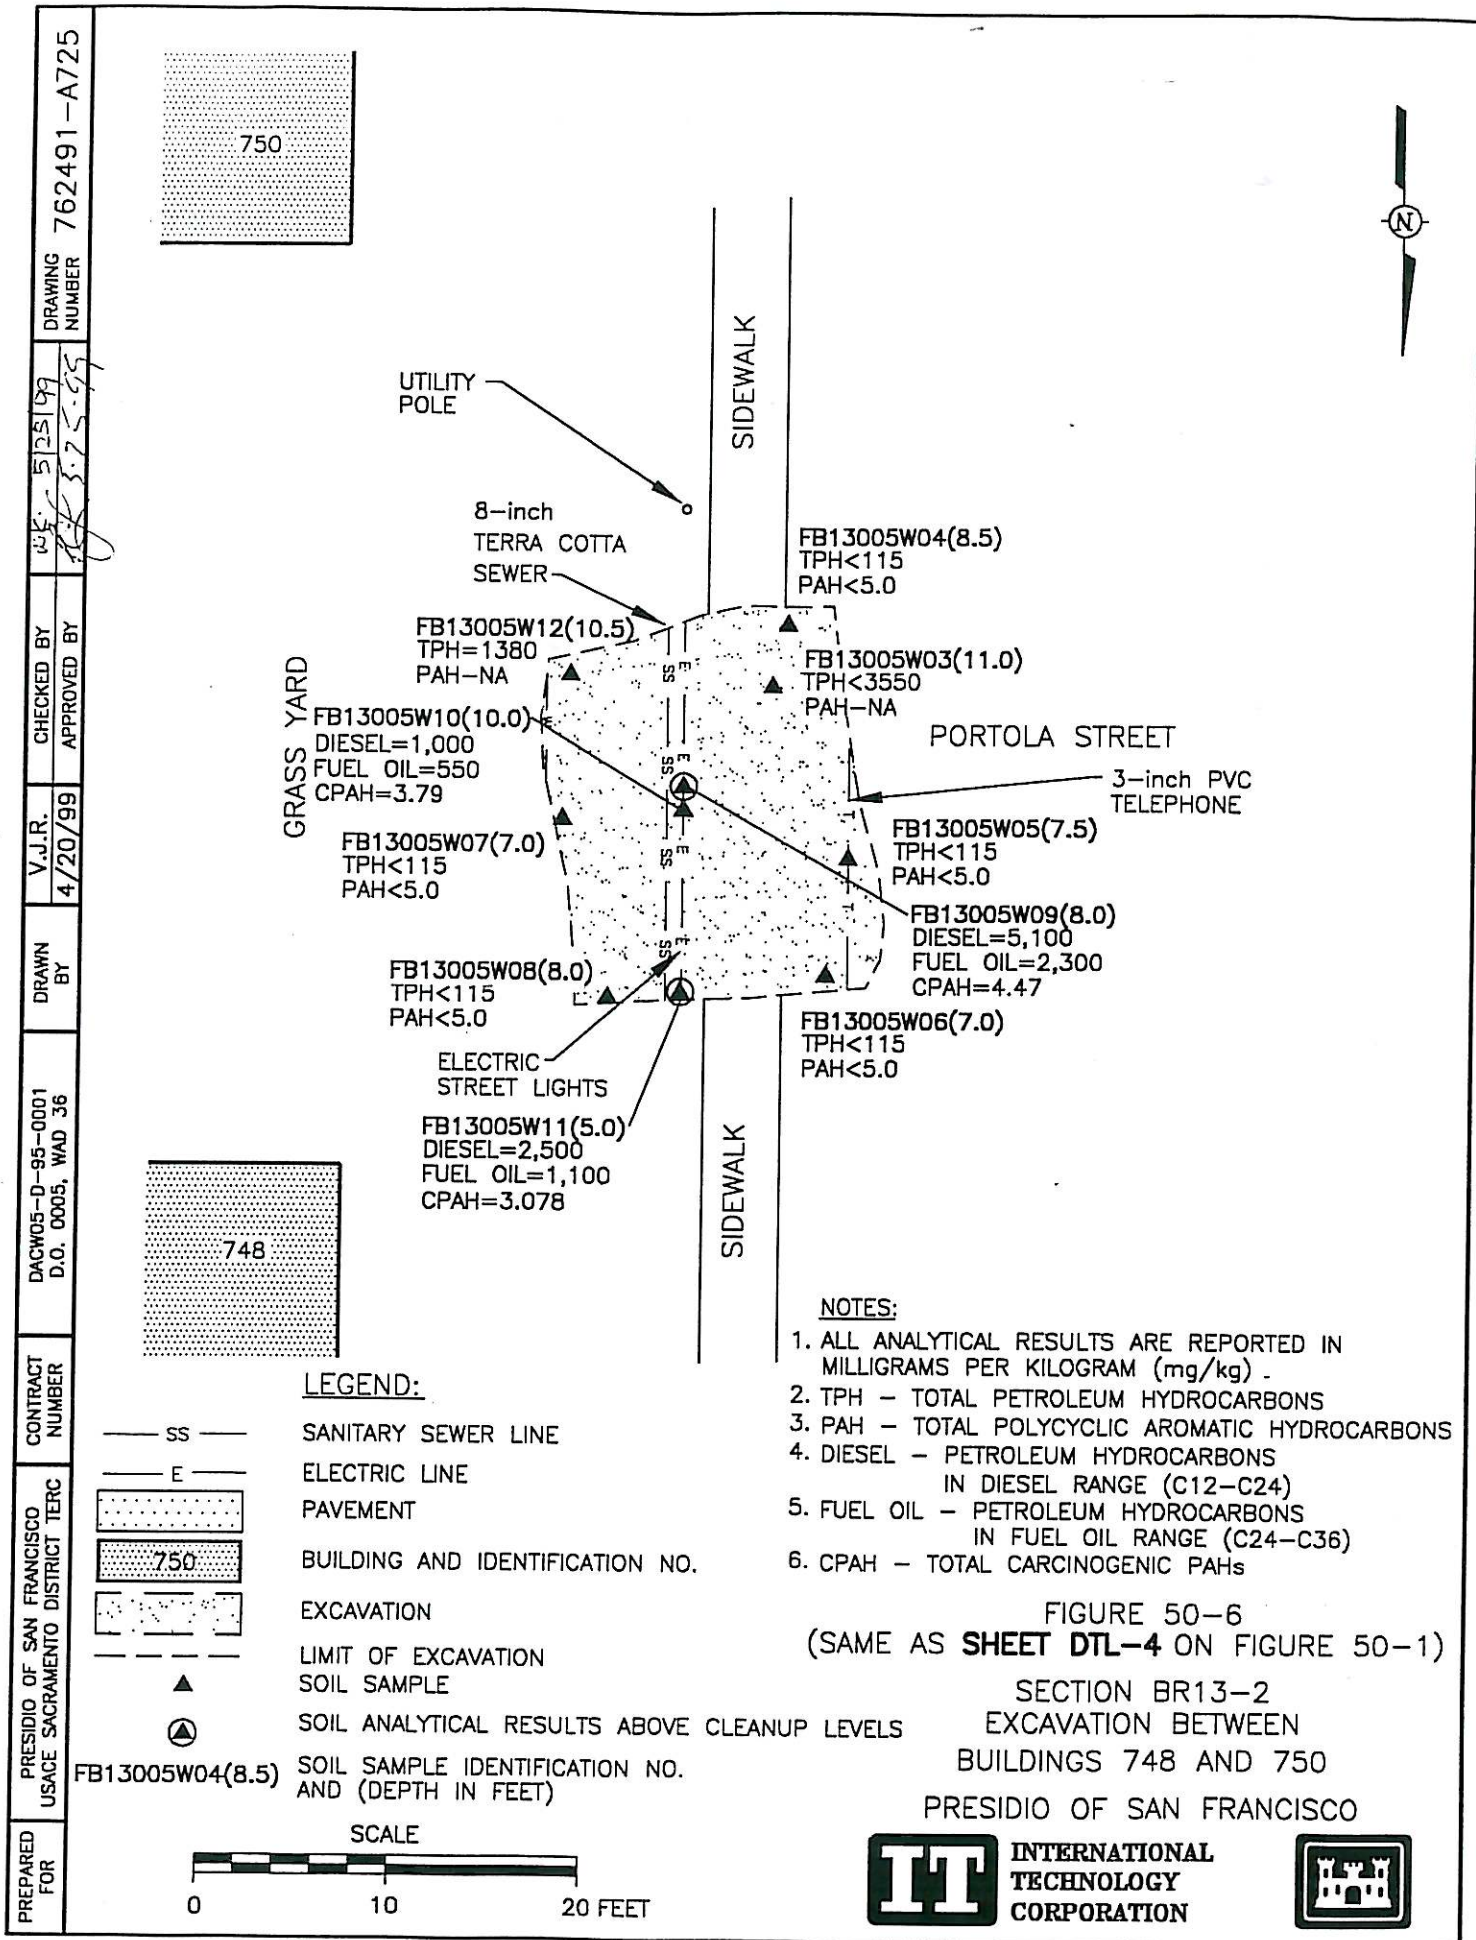 DRAWING
NUMBER 762491-A725
CHECKED BY
5/25/99
APPROVED BY
V.J.R.
4/20/99
DRAWN
BY
DACW05-D-95-0001
D.O. 0005, WAD 36
CONTRACT
NUMBER
PRESIDIO OF SAN FRANCISCO
USACE SACRAMENTO DISTRICT TERC
PREPARED
FOR
750
N
SIDEWALK
UTILITY
POLE
8-inch
TERRA COTTA
SEWER
FB13005W04(8.5)
TPH<115
PAH<5.0
FB13005W12(10.5)
TPH=1380
PAH-NA
FB13005W03(11.0)
TPH<3550
PAH-NA
GRASS YARD
FB13005W10(10.0)
DIESEL=1,000
FUEL OIL=550
CPAH=3.79
PORTOLA STREET
3-inch PVC
TELEPHONE
FB13005W07(7.0)
TPH<115
PAH<5.0
FB13005W05(7.5)
TPH<115
PAH<5.0
SS
E
SS
E
SS
E
SS
E
T
T
FB13005W09(8.0)
DIESEL=5,100
FUEL OIL=2,300
CPAH=4.47
FB13005W08(8.0)
TPH<115
PAH<5.0
FB13005W06(7.0)
TPH<115
PAH<5.0
ELECTRIC
STREET LIGHTS
FB13005W11(5.0)
DIESEL=2,500
FUEL OIL=1,100
CPAH=3.078
SIDEWALK
748
NOTES:
1. ALL ANALYTICAL RESULTS ARE REPORTED IN
MILLIGRAMS PER KILOGRAM (mg/kg) .
2. TPH - TOTAL PETROLEUM HYDROCARBONS
3. PAH - TOTAL POLYCYCLIC AROMATIC HYDROCARBONS
4. DIESEL - PETROLEUM HYDROCARBONS
IN DIESEL RANGE (C12-C24)
5. FUEL OIL - PETROLEUM HYDROCARBONS
IN FUEL OIL RANGE (C24-C36)
6. CPAH - TOTAL CARCINOGENIC PAHs
LEGEND:
SS SANITARY SEWER LINE
E ELECTRIC LINE
PAVEMENT
750 BUILDING AND IDENTIFICATION NO.
EXCAVATION
LIMIT OF EXCAVATION
SOIL SAMPLE
SOIL ANALYTICAL RESULTS ABOVE CLEANUP LEVELS
FB13005W04(8.5) SOIL SAMPLE IDENTIFICATION NO.
AND (DEPTH IN FEET)
SCALE
0 10 20 FEET
FIGURE 50-6
(SAME AS SHEET DTL-4 ON FIGURE 50-1)
SECTION BR13-2
EXCAVATION BETWEEN
BUILDINGS 748 AND 750
PRESIDIO OF SAN FRANCISCO
IT INTERNATIONAL
TECHNOLOGY
CORPORATION